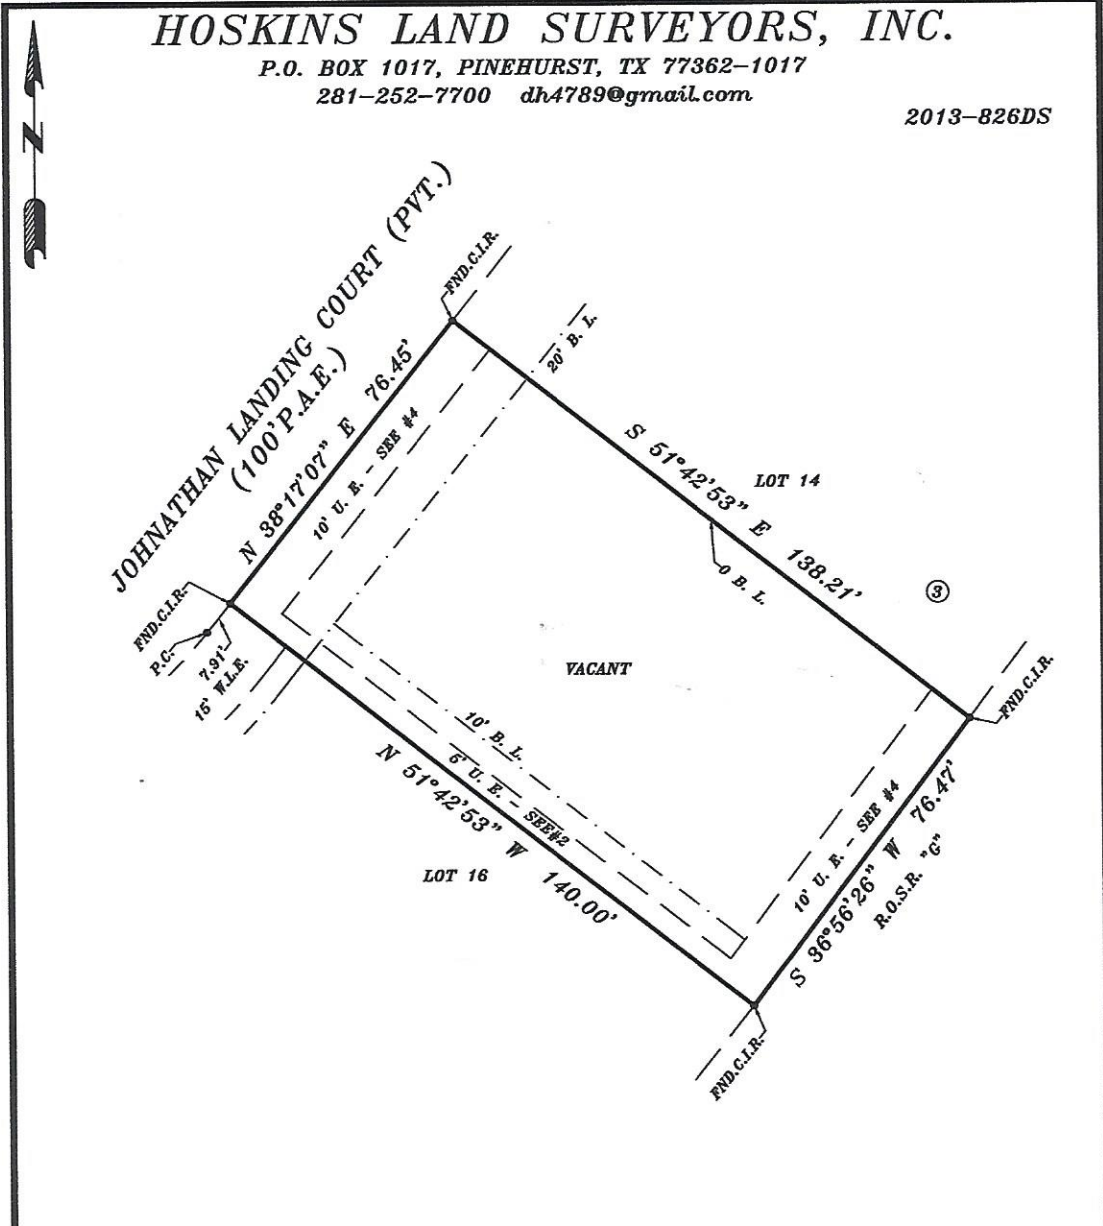 HOSKINS LAND SURVEYORS, INC.
P.O. BOX 1017, PINEHURST, TX 77362-1017
281-252-7700 dh4789@gmail.com
2013-826DS
N
JOHNATHAN LANDING COURT (PVT.)
(100' P.A.E.)
FND.C.I.R.
N 38°17'07" E 76.45'
20' B. L.
10' U. E. - SEE #4
S 51°42'53" E 138.21'
LOT 14
0 B. L.
3
FND.C.I.R.
P.C.
7.91'
15' W.L.E.
VACANT
FND.C.I.R.
10' B. L.
5' U. E. - SEE#2
N 51°42'53" W 140.00'
LOT 16
10' U. E. - SEE #4
S 36°56'26" W 76.47'
R.O.S.R. "G"
FND.C.I.R.